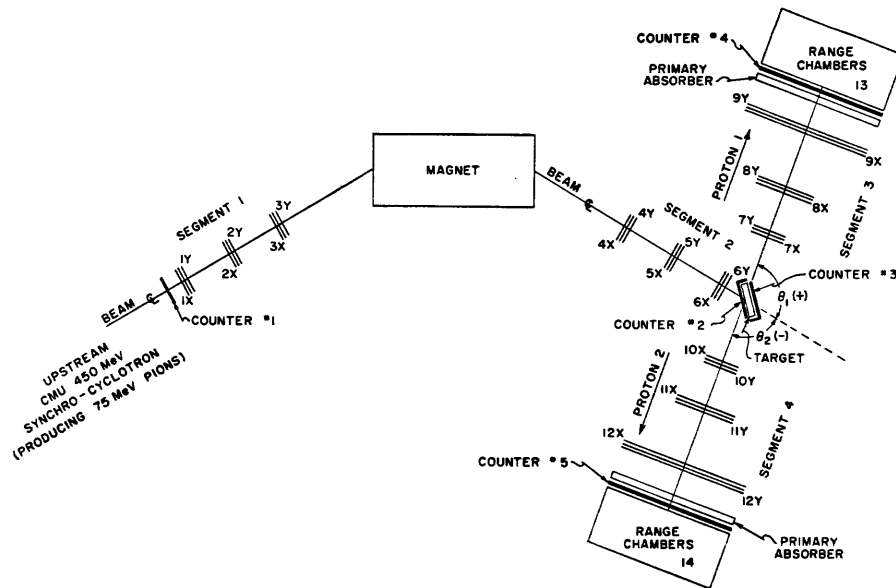 COUNTER #4
PRIMARY
ABSORBER
RANGE
CHAMBERS
13
9Y
9X
PROTON 1
8Y
8X
SEGMENT 3
7Y
7X
MAGNET
BEAM ℄
SEGMENT 1
1Y
1X
2Y
2X
3Y
3X
BEAM ℄
COUNTER #1
UPSTREAM
CMU 450 MeV
SYNCHRO-CYCLOTRON
(PRODUCING 75 MeV PIONS)
SEGMENT 2
4Y
4X
5Y
5X
6Y
6X
COUNTER #3
θ1 (+)
COUNTER #2
θ2 (-)
TARGET
10X
10Y
PROTON 2
11X
11Y
SEGMENT 4
12X
12Y
COUNTER #5
RANGE
CHAMBERS
14
PRIMARY
ABSORBER